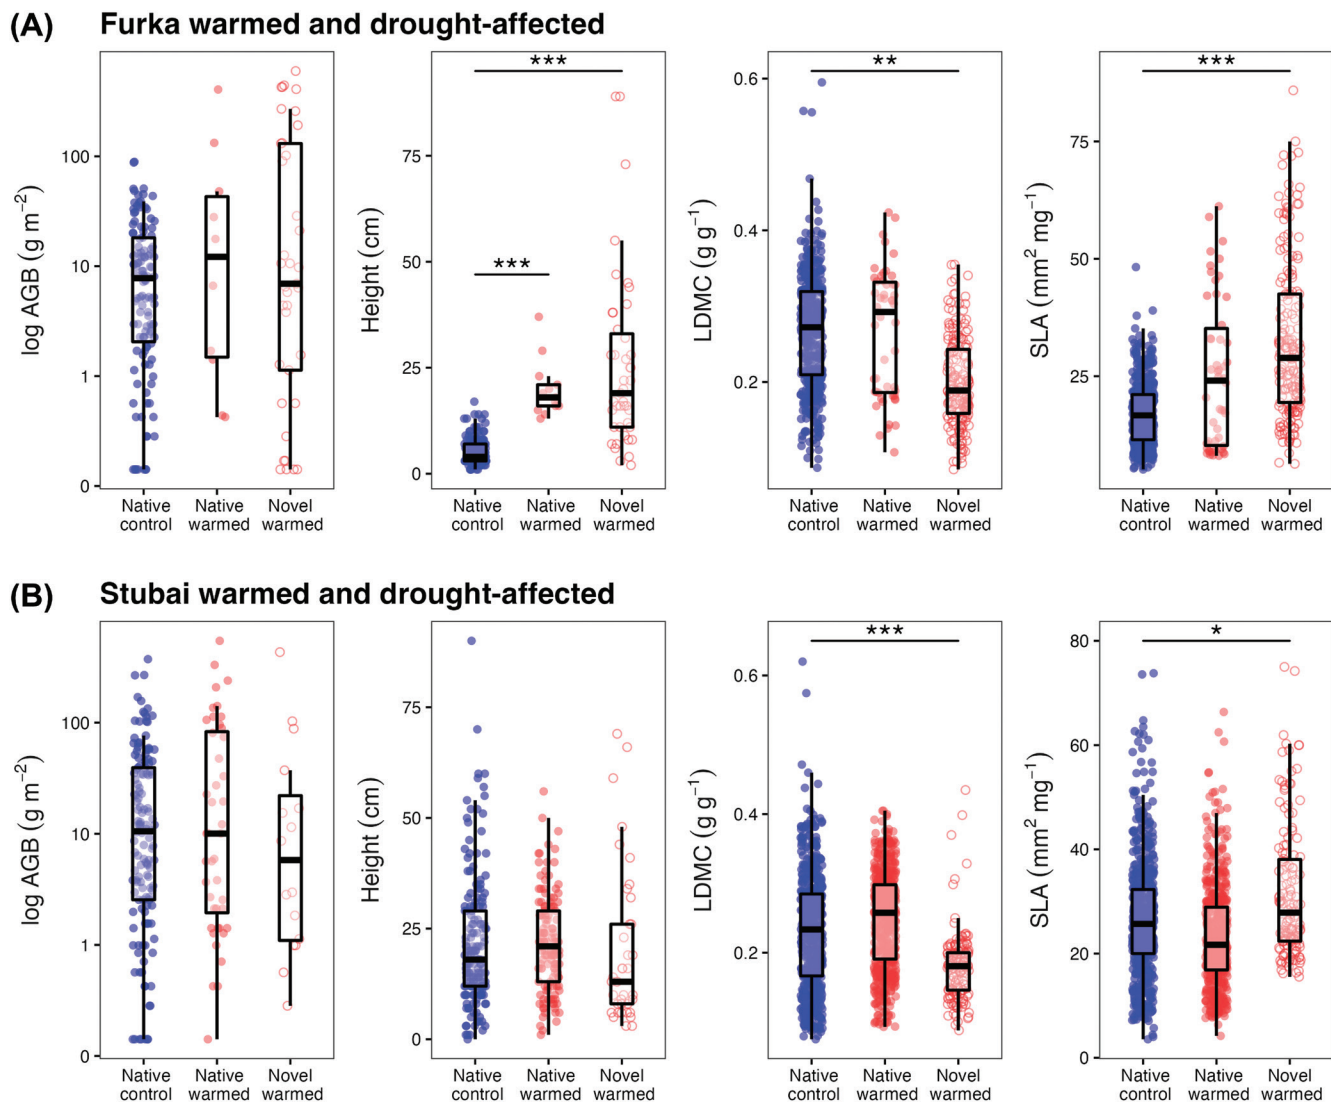 (A) Furka warmed and drought-affected
log AGB (g m⁻²)
100
10
1
0
Native control
Native warmed
Novel warmed
Height (cm)
75
50
25
0
***
***
Native control
Native warmed
Novel warmed
LDMC (g g⁻¹)
0.6
0.4
0.2
**
Native control
Native warmed
Novel warmed
SLA (mm² mg⁻¹)
75
50
25
***
Native control
Native warmed
Novel warmed
(B) Stubai warmed and drought-affected
log AGB (g m⁻²)
100
10
1
0
Native control
Native warmed
Novel warmed
Height (cm)
75
50
25
0
Native control
Native warmed
Novel warmed
LDMC (g g⁻¹)
0.6
0.4
0.2
***
Native control
Native warmed
Novel warmed
SLA (mm² mg⁻¹)
80
60
40
20
0
*
Native control
Native warmed
Novel warmed